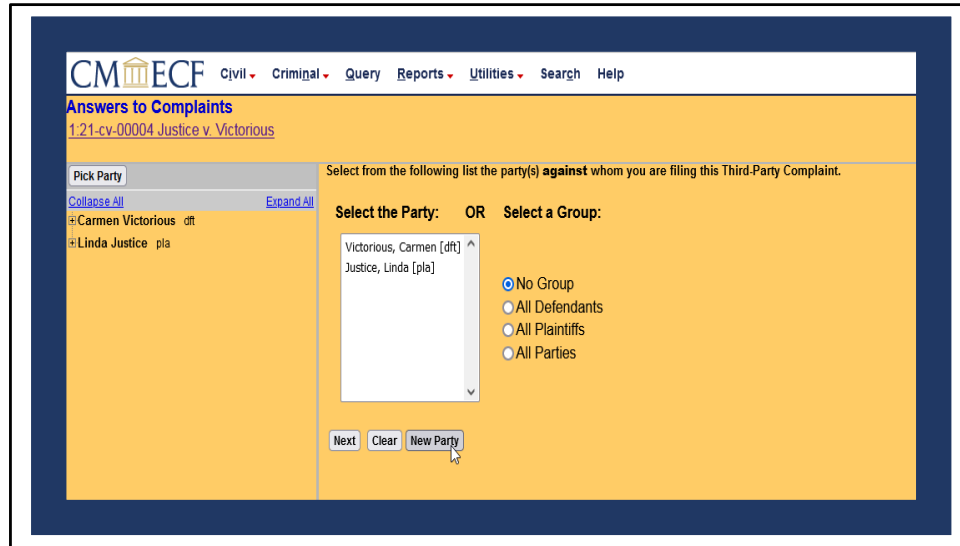 CM ECF Civil Criminal Query Reports Utilities Search Help
Answers to Complaints
1:21-cv-00004 Justice v. Victorious
Pick Party
Collapse All Expand All
Carmen Victorious dft
Linda Justice pla
Select from the following list the party(s) against whom you are filing this Third-Party Complaint.
Select the Party: OR Select a Group:
Victorious, Carmen [dft]
Justice, Linda [pla]
No Group
All Defendants
All Plaintiffs
All Parties
Next Clear New Party